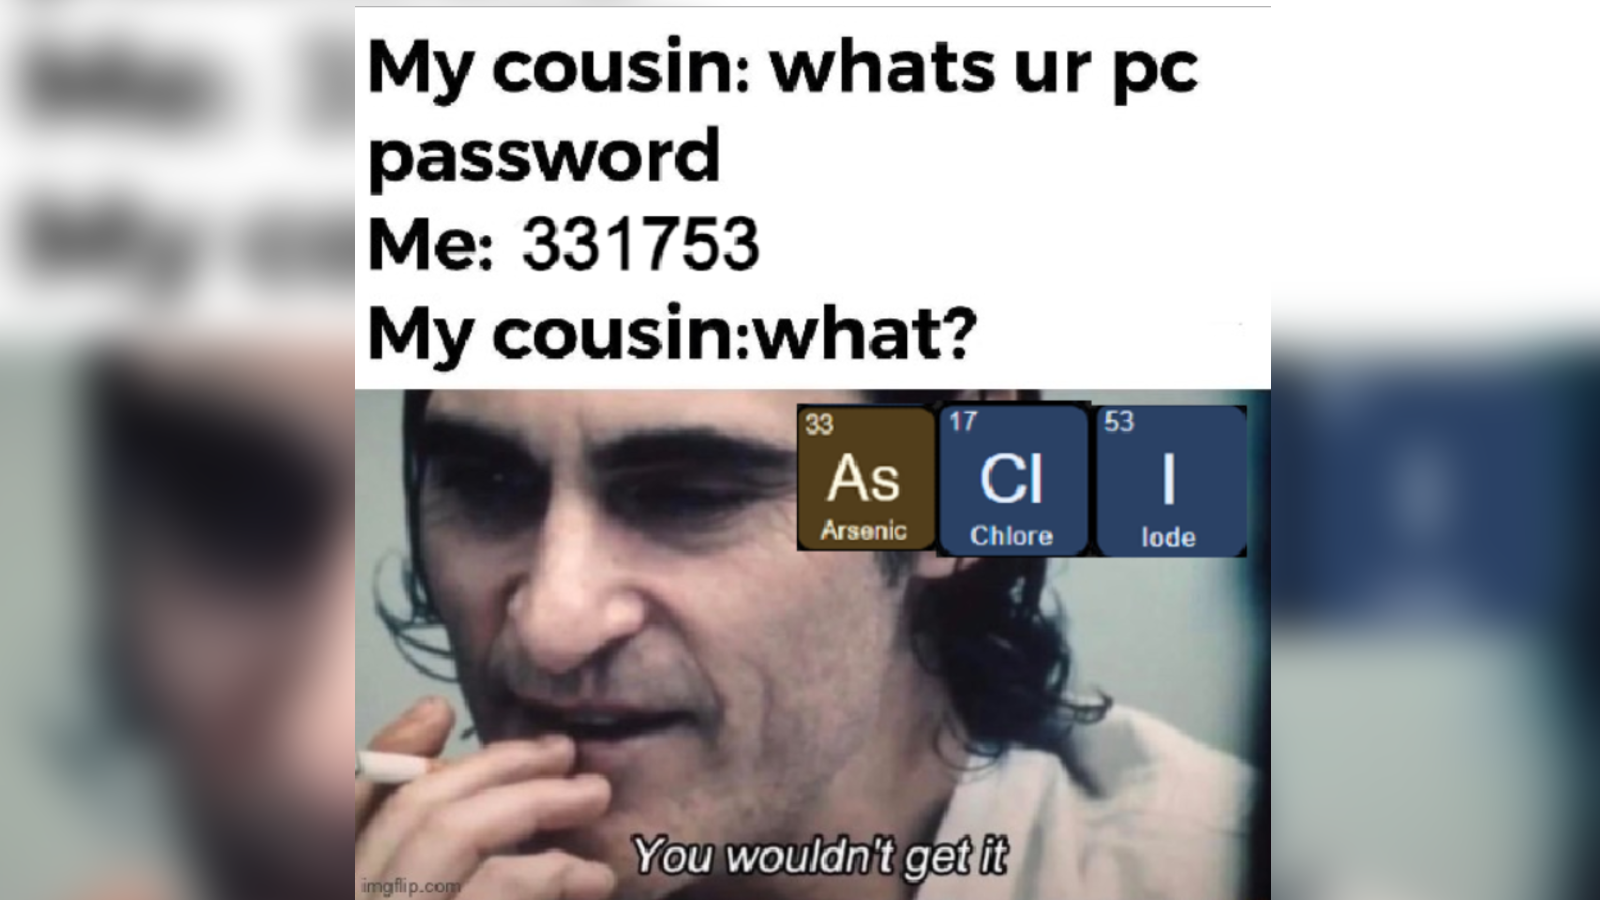 My cousin: whats ur pc
password
Me: 331753
My cousin:what?
33
As
Arsenic
17
Cl
Chlore
53
I
Iode
You wouldn't get it
imgflip.com